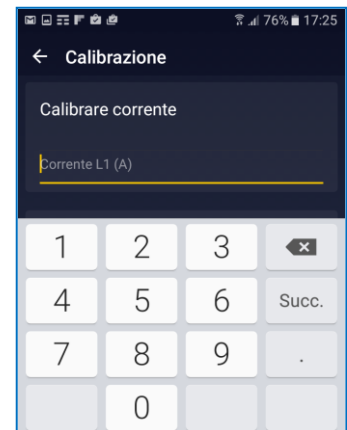 76% 17:25
← Calibrazione
Calibrare corrente
Corrente L1 (A)
1 2 3
4 5 6 Succ.
7 8 9 .
0